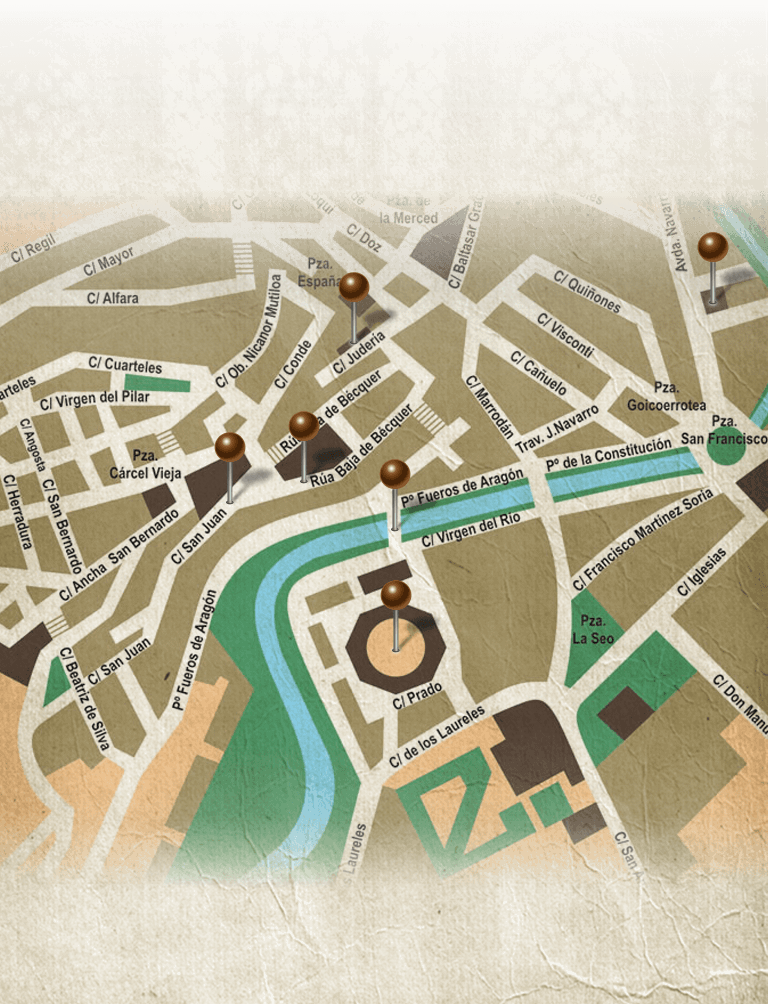 Pza. de
la Merced
C/ Doz
C/ Regil
C/ Mayor
C/ Alfara
Pza.
España
C/ Baltasar Gra
Avda. Navarr
C/ Quiñones
C/ Visconti
C/ Cañuelo
C/ Marrodán
Trav. J.Navarro
Pza.
Goicoerrotea
Pza.
San Francisco
C/ Ob. Nicanor Mutiloa
C/ Conde
C/ Judería
C/ Cuarteles
arteles
C/ Virgen del Pilar
C/ Angosta
C/ San Bernardo
C/ Herradura
Pza.
Cárcel Vieja
Rúa Baja de Bécquer
Pº Fueros de Aragón
Pº de la Constitución
C/ Virgen del Río
C/ Ancha San Bernardo
C/ San Juan
C/ Francisco Martínez Soria
C/ Iglesias
Pza.
La Seo
Pº Fueros de Aragón
C/ San Juan
C/ Beatriz de Silva
C/ Prado
C/ de los Laureles
C/ Don Manu
Laureles
C/ San